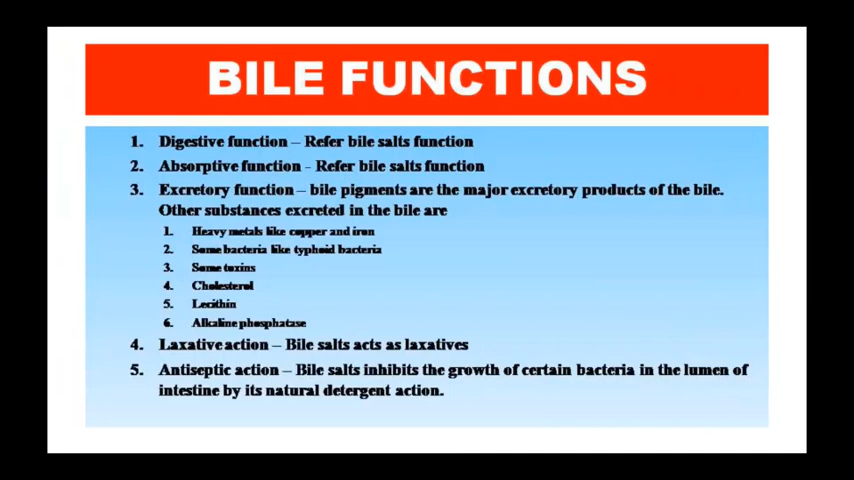 BILE FUNCTIONS
1. Digestive function – Refer bile salts function
2. Absorptive function - Refer bile salts function
3. Excretory function – bile pigments are the major excretory products of the bile.
Other substances excreted in the bile are
1. Heavy metals like copper and iron
2. Some bacteria like typhoid bacteria
3. Some toxins
4. Cholesterol
5. Lecithin
6. Alkaline phosphatase
4. Laxative action – Bile salts acts as laxatives
5. Antiseptic action – Bile salts inhibits the growth of certain bacteria in the lumen of
intestine by its natural detergent action.